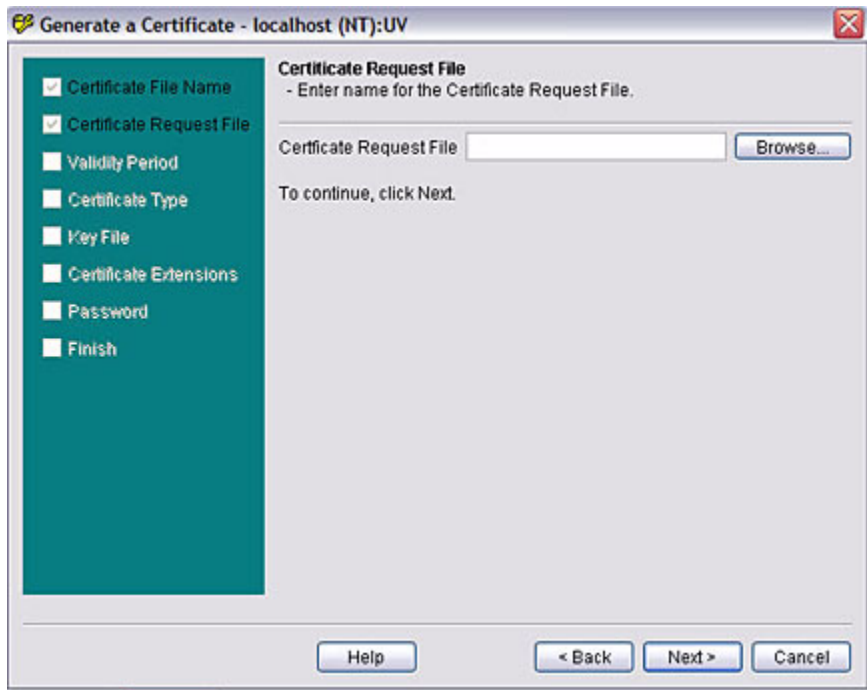 Generate a Certificate - localhost (NT):UV
Certificate File Name
Certificate Request File
Validity Period
Certificate Type
Key File
Certificate Extensions
Password
Finish
Certificate Request File
- Enter name for the Certificate Request File.
Certficate Request File
Browse...
To continue, click Next.
Help
< Back
Next >
Cancel